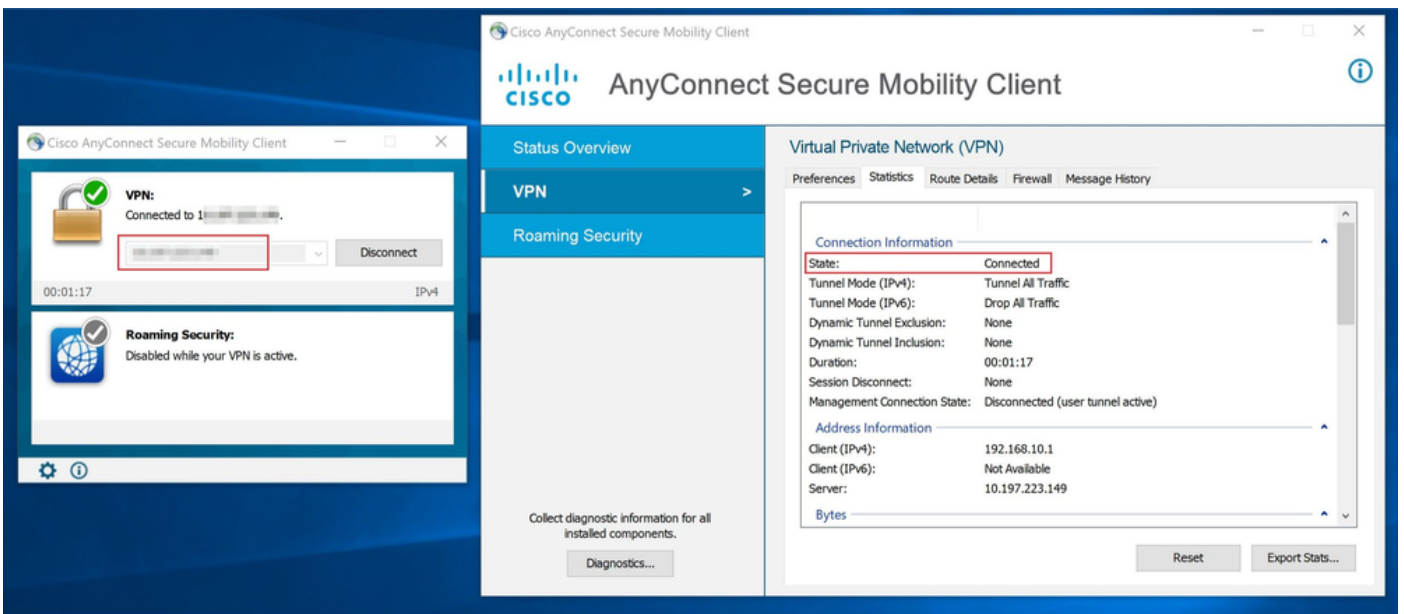 Cisco AnyConnect Secure Mobility Client
VPN:
Connected to 1
Disconnect
00:01:17 IPv4
Roaming Security:
Disabled while your VPN is active.
Cisco AnyConnect Secure Mobility Client
CISCO AnyConnect Secure Mobility Client
Status Overview
VPN >
Roaming Security
Collect diagnostic information for all
installed components.
Diagnostics...
Virtual Private Network (VPN)
Preferences Statistics Route Details Firewall Message History
Connection Information
State: Connected
Tunnel Mode (IPv4): Tunnel All Traffic
Tunnel Mode (IPv6): Drop All Traffic
Dynamic Tunnel Exclusion: None
Dynamic Tunnel Inclusion: None
Duration: 00:01:17
Session Disconnect: None
Management Connection State: Disconnected (user tunnel active)
Address Information
Client (IPv4): 192.168.10.1
Client (IPv6): Not Available
Server: 10.197.223.149
Bytes
Reset Export Stats...